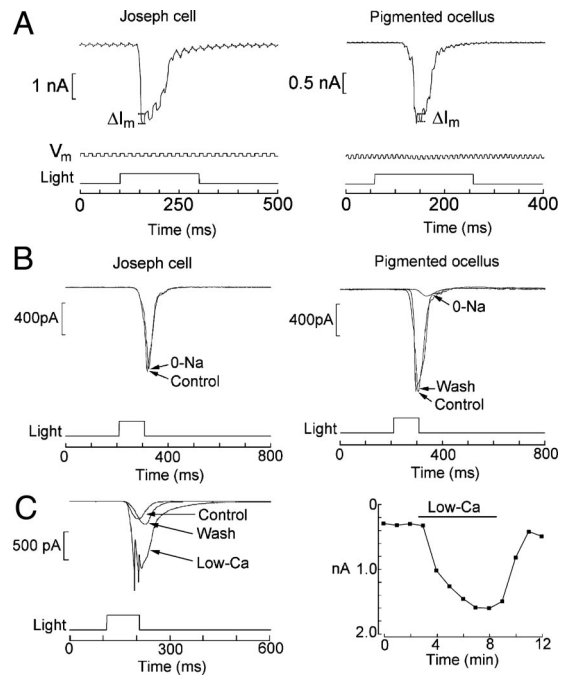 A
Joseph cell
Pigmented ocellus
1 nA
0.5 nA
ΔIm
ΔIm
Vm
Light
0 250 500
0 200 400
Time (ms)
Time (ms)
B
Joseph cell
Pigmented ocellus
400pA
400pA
0-Na
Control
0-Na
Wash
Control
Light
Light
0 400 800
0 400 800
Time (ms)
Time (ms)
C
500 pA
Control
Wash
Low-Ca
Light
0 300 600
Time (ms)
Low-Ca
0
nA 1.0
2.0
0 4 8 12
Time (min)